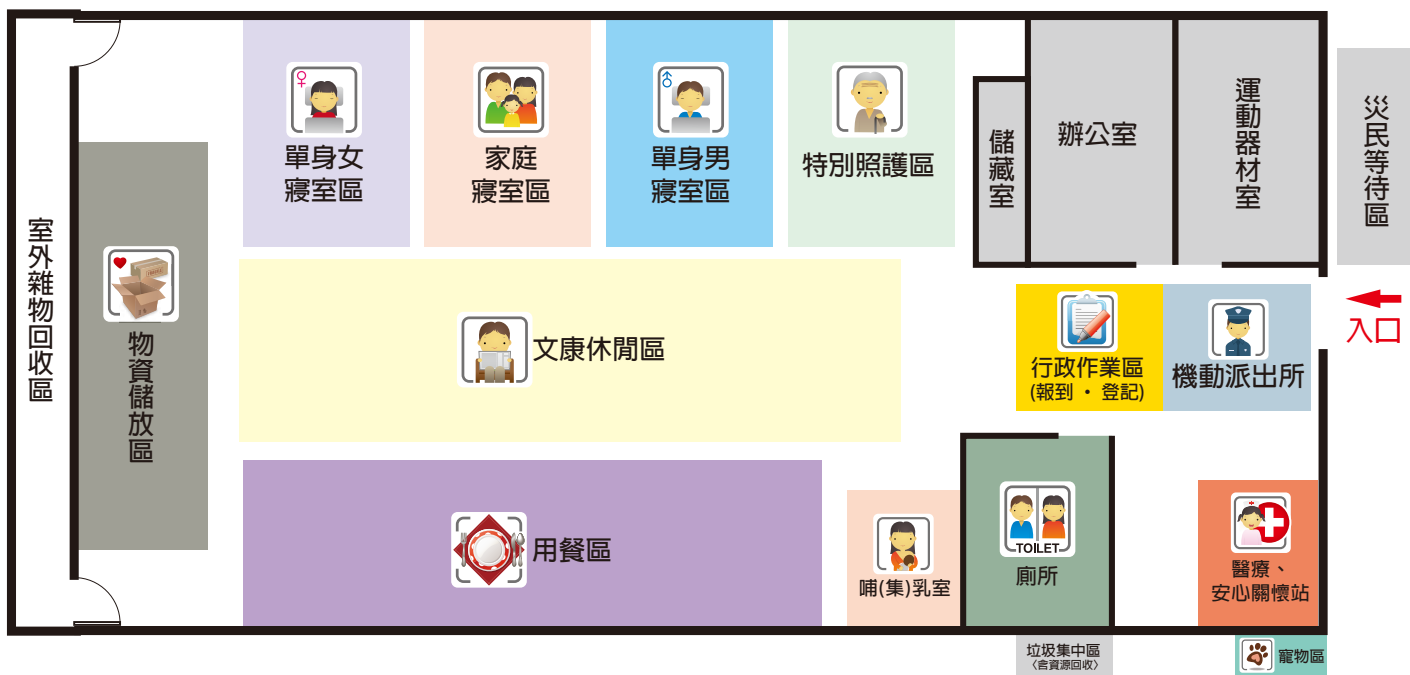 單身女
寢室區
家庭
寢室區
單身男
寢室區
特別照護區
儲藏室
辦公室
運動器材室
災民等待區
室外雜物回收區
物資儲放區
文康休閒區
行政作業區
(報到 ‧ 登記)
機動派出所
入口
用餐區
哺(集)乳室
TOILET
廁所
醫療、
安心關懷站
垃圾集中區
〈含資源回收〉
寵物區